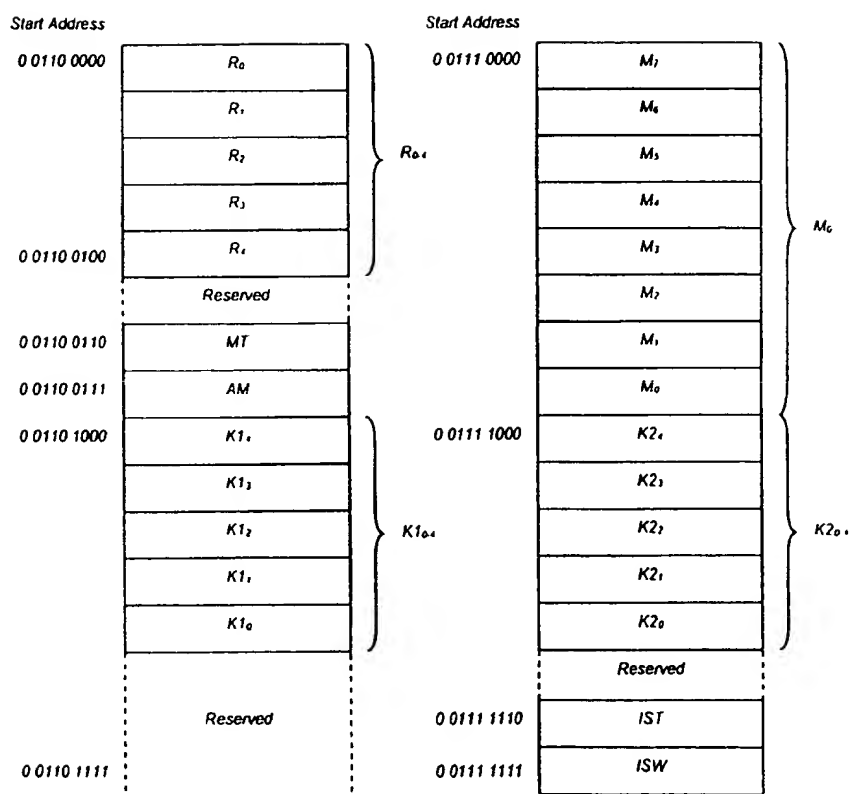 Start Address
0 0110 0000 R₀
R₁
R₂
R₃
0 0110 0100 R₄
R₀₋₄
Reserved
0 0110 0110 MT
0 0110 0111 AM
0 0110 1000 K1₄
K1₃
K1₂
K1₁
K1₀
K1₀₋₄
Reserved
0 0110 1111
Start Address
0 0111 0000 M₇
M₆
M₅
M₄
M₃
M₂
M₁
M₀
0 0111 1000 K2₄
K2₃
K2₂
K2₁
K2₀
Reserved
0 0111 1110 IST
0 0111 1111 ISW